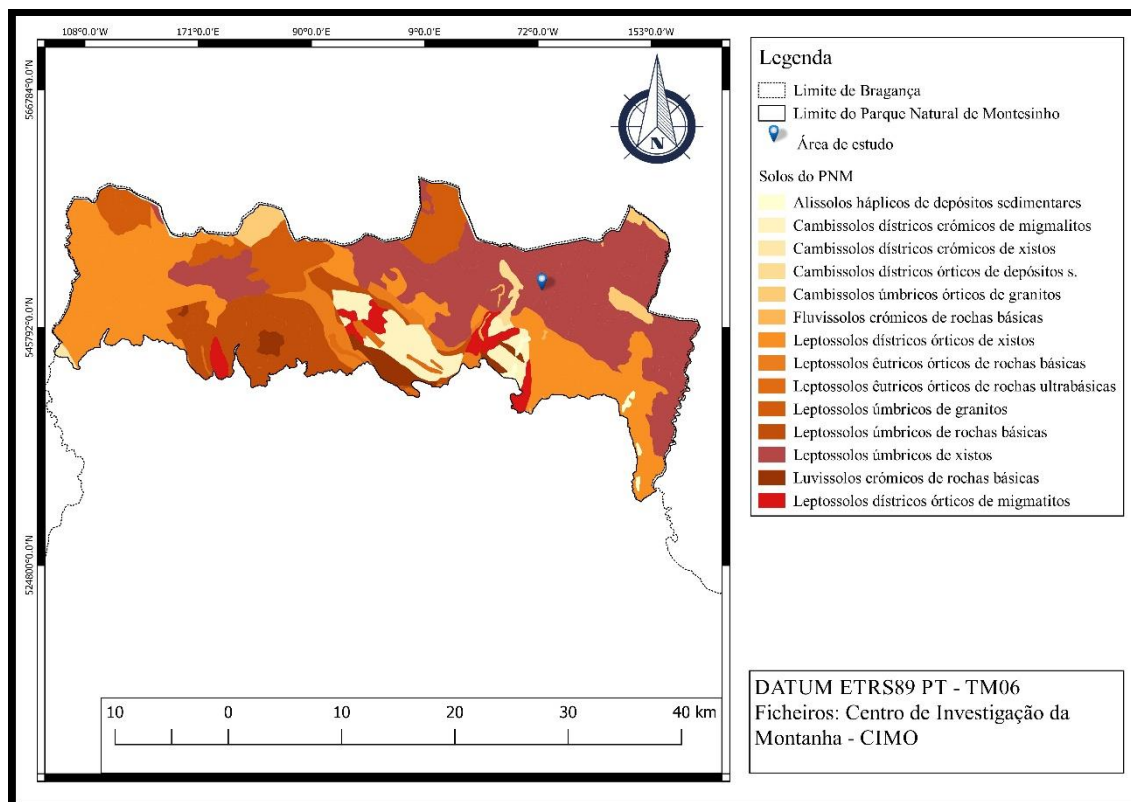 108°0.0'E
171°0.0'E
90°0.0'E
9°0.0'E
72°0.0'W
153°0.0'W
566784°0.0'N
545792°0.0'N
524800°0.0'N
N
10 0 10 20 30 40 km
Legenda
Limite de Bragança
Limite do Parque Natural de Montesinho
Área de estudo
Solos do PNM
Alissolos háplicos de depósitos sedimentares
Cambissolos dístricos crómicos de migmalitos
Cambissolos dístricos crómicos de xistos
Cambissolos dístricos órticos de depósitos s.
Cambissolos úmbricos órticos de granitos
Fluvissolos crómicos de rochas básicas
Leptossolos dístricos órticos de xistos
Leptossolos êutricos órticos de rochas básicas
Leptossolos êutricos órticos de rochas ultrabásicas
Leptossolos úmbricos de granitos
Leptossolos úmbricos de rochas básicas
Leptossolos úmbricos de xistos
Luvissolos crómicos de rochas básicas
Leptossolos dístricos órticos de migmatitos
DATUM ETRS89 PT - TM06
Ficheiros: Centro de Investigação da
Montanha - CIMO